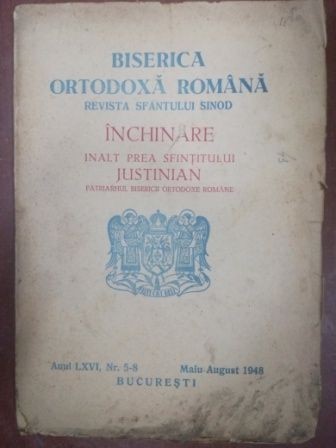 BISERICA
ORTODOXĂ ROMÂNĂ
REVISTA SFÂNTULUI SINOD
ÎNCHINARE
INALT PREA SFINȚITULUI
JUSTINIAN
PATRIARHUL BISERICII ORTODOXE ROMÂNE
Anul LXVI, Nr. 5-8
Maiu-August 1948
BUCUREȘTI